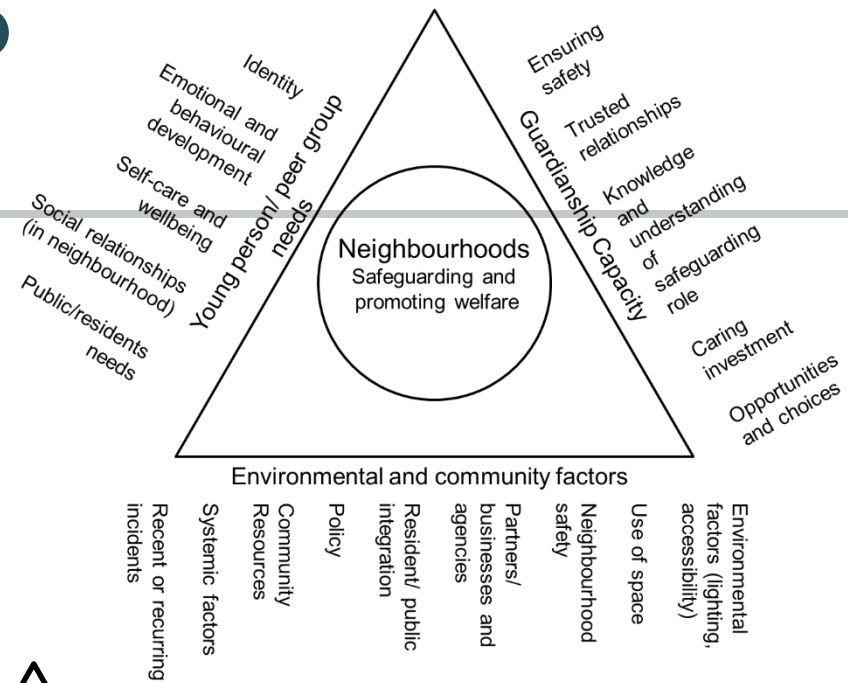 Identity
Emotional and
behavioural
development
Self-care and
wellbeing
Social relationships
(in neighbourhood)
Public/residents
needs
Young person/ peer group
needs
Ensuring
safety
Trusted
relationships
Knowledge
and
understanding
of
safeguarding
role
Caring
investment
Opportunities
and choices
Guardianship Capacity
Neighbourhoods
Safeguarding and
promoting welfare
Environmental and community factors
Recent or recurring
incidents
Systemic factors
Community
Resources
Policy
Resident/ public
integration
Partners/
businesses and
agencies
Neighbourhood
safety
Use of space
Environmental
factors (lighting,
accessibility)